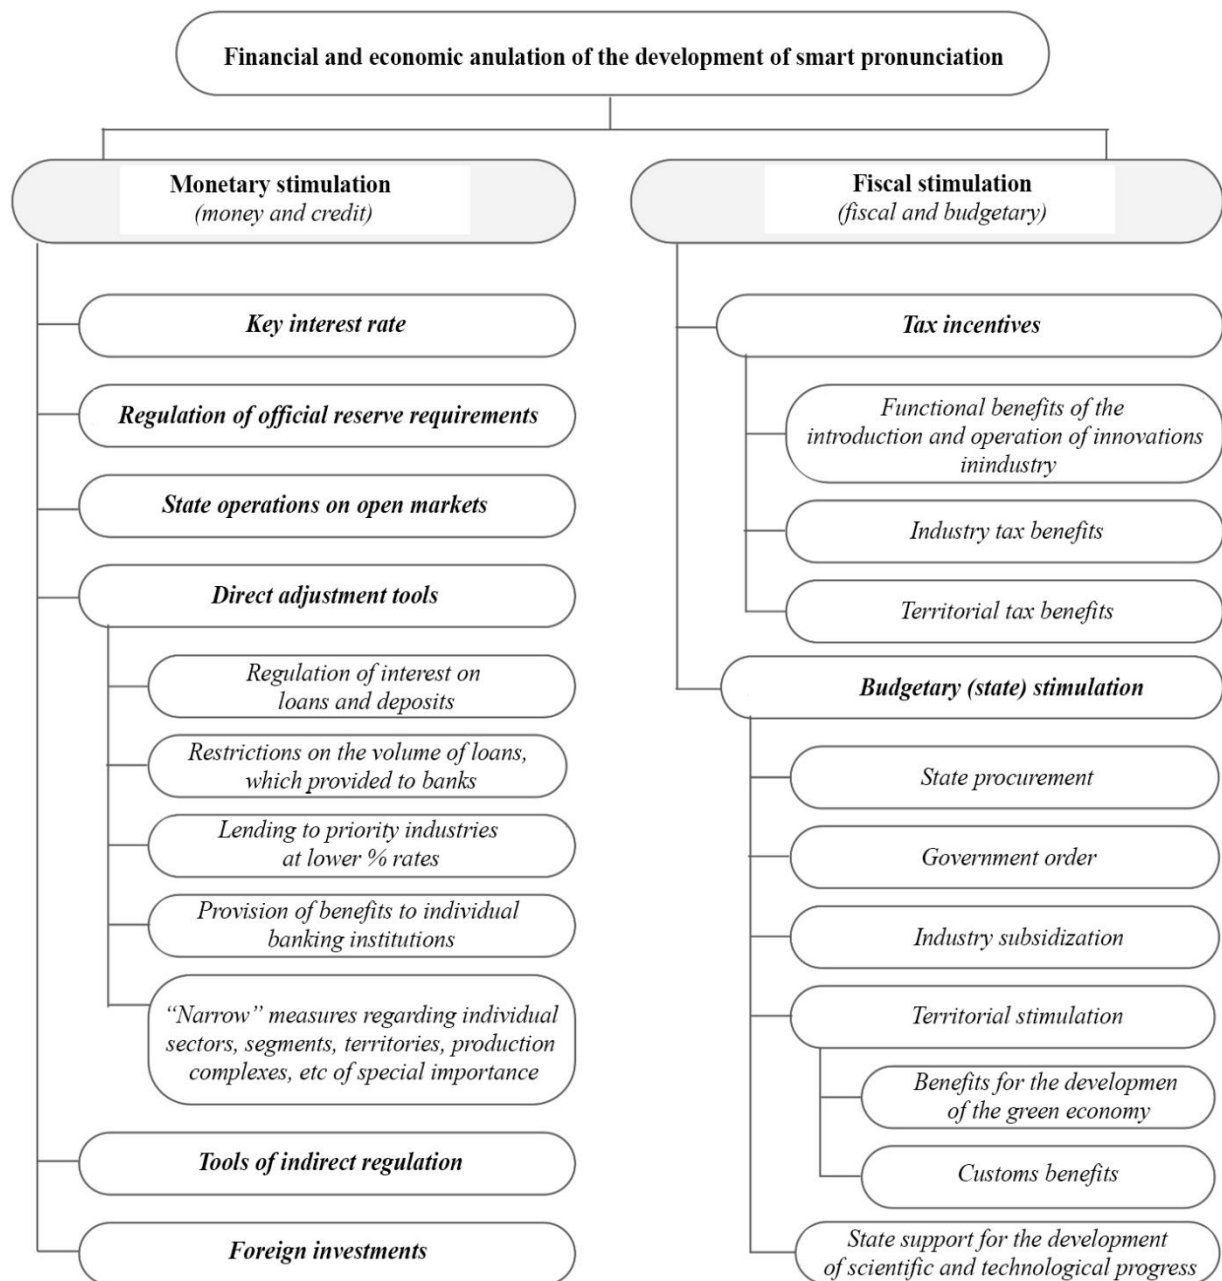 Financial and economic anulation of the development of smart pronunciation
Monetary stimulation
(money and credit)
Key interest rate
Regulation of official reserve requirements
State operations on open markets
Direct adjustment tools
Regulation of interest on
loans and deposits
Restrictions on the volume of loans,
which provided to banks
Lending to priority industries
at lower % rates
Provision of benefits to individual
banking institutions
“Narrow” measures regarding individual
sectors, segments, territories, production
complexes, etc of special importance
Tools of indirect regulation
Foreign investments
Fiscal stimulation
(fiscal and budgetary)
Tax incentives
Functional benefits of the
introduction and operation of innovations
inindustry
Industry tax benefits
Territorial tax benefits
Budgetary (state) stimulation
State procurement
Government order
Industry subsidization
Territorial stimulation
Benefits for the developmen
of the green economy
Customs benefits
State support for the development
of scientific and technological progress